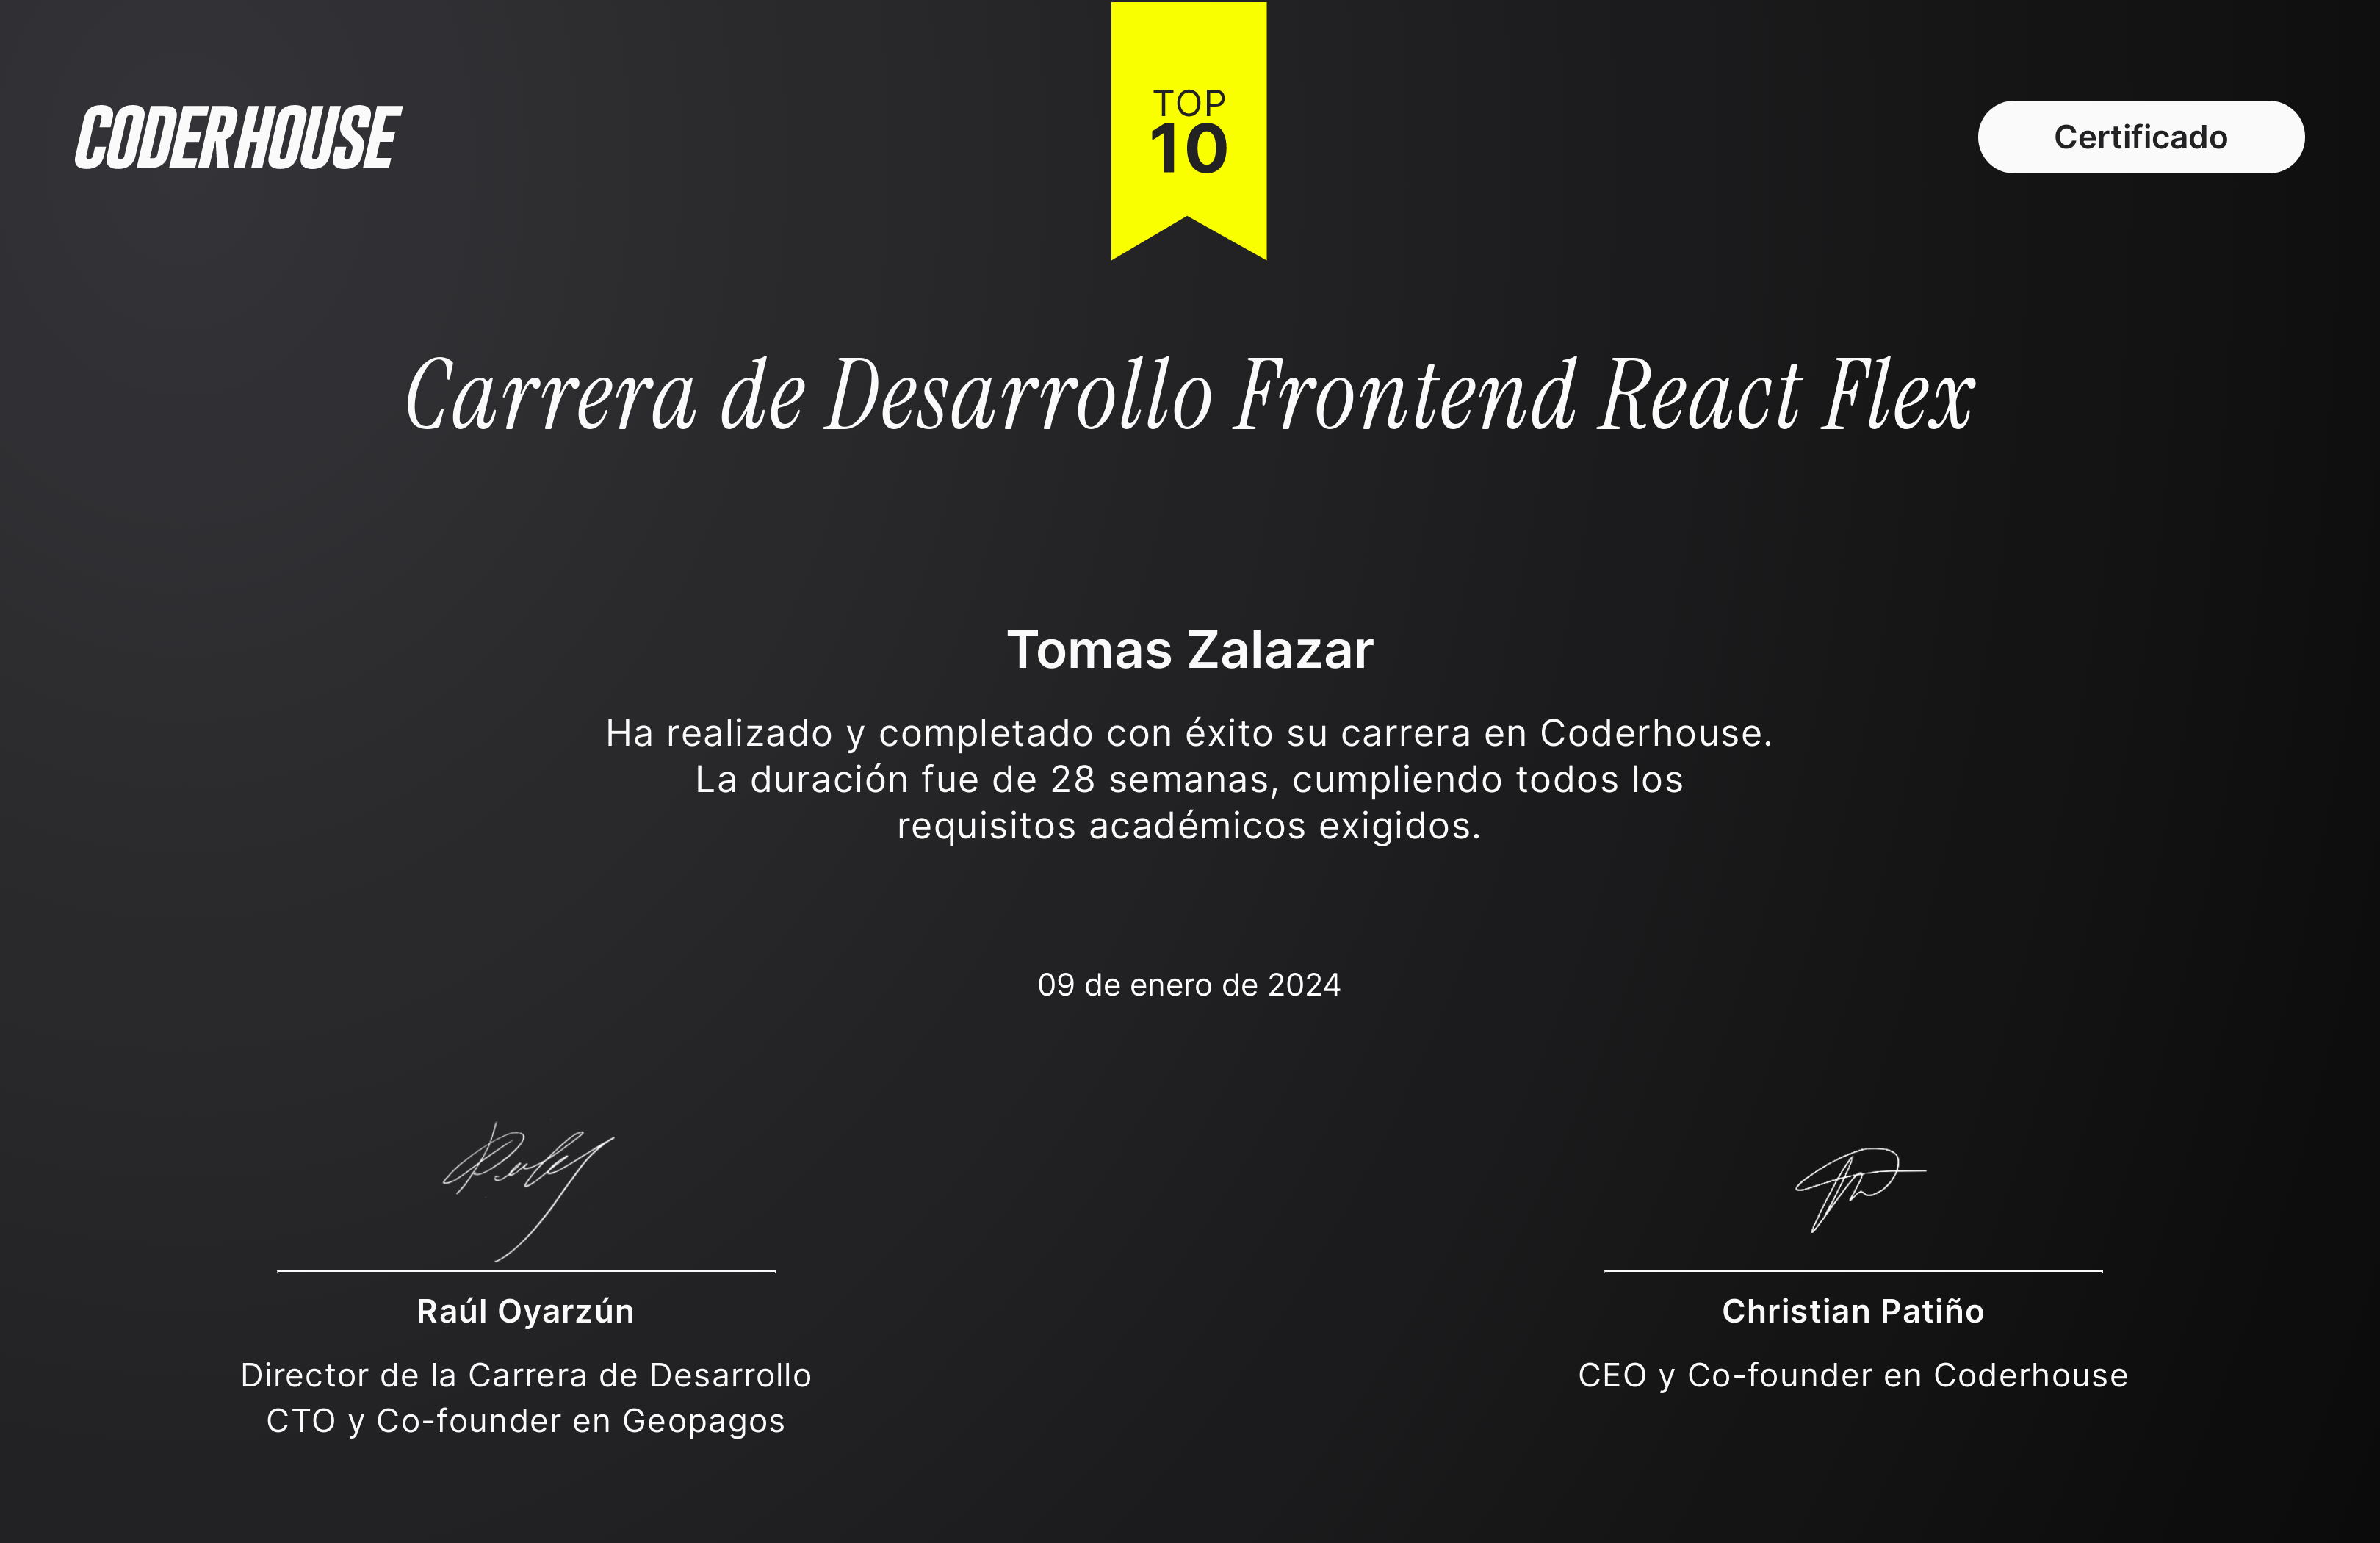 CODERHOUSE
TOP
10
Certificado
Carrera de Desarrollo Frontend React Flex
Tomas Zalazar
Ha realizado y completado con éxito su carrera en Coderhouse.
La duración fue de 28 semanas, cumpliendo todos los
requisitos académicos exigidos.
09 de enero de 2024
Raúl Oyarzún
Director de la Carrera de Desarrollo
CTO y Co-founder en Geopagos
Christian Patiño
CEO y Co-founder en Coderhouse